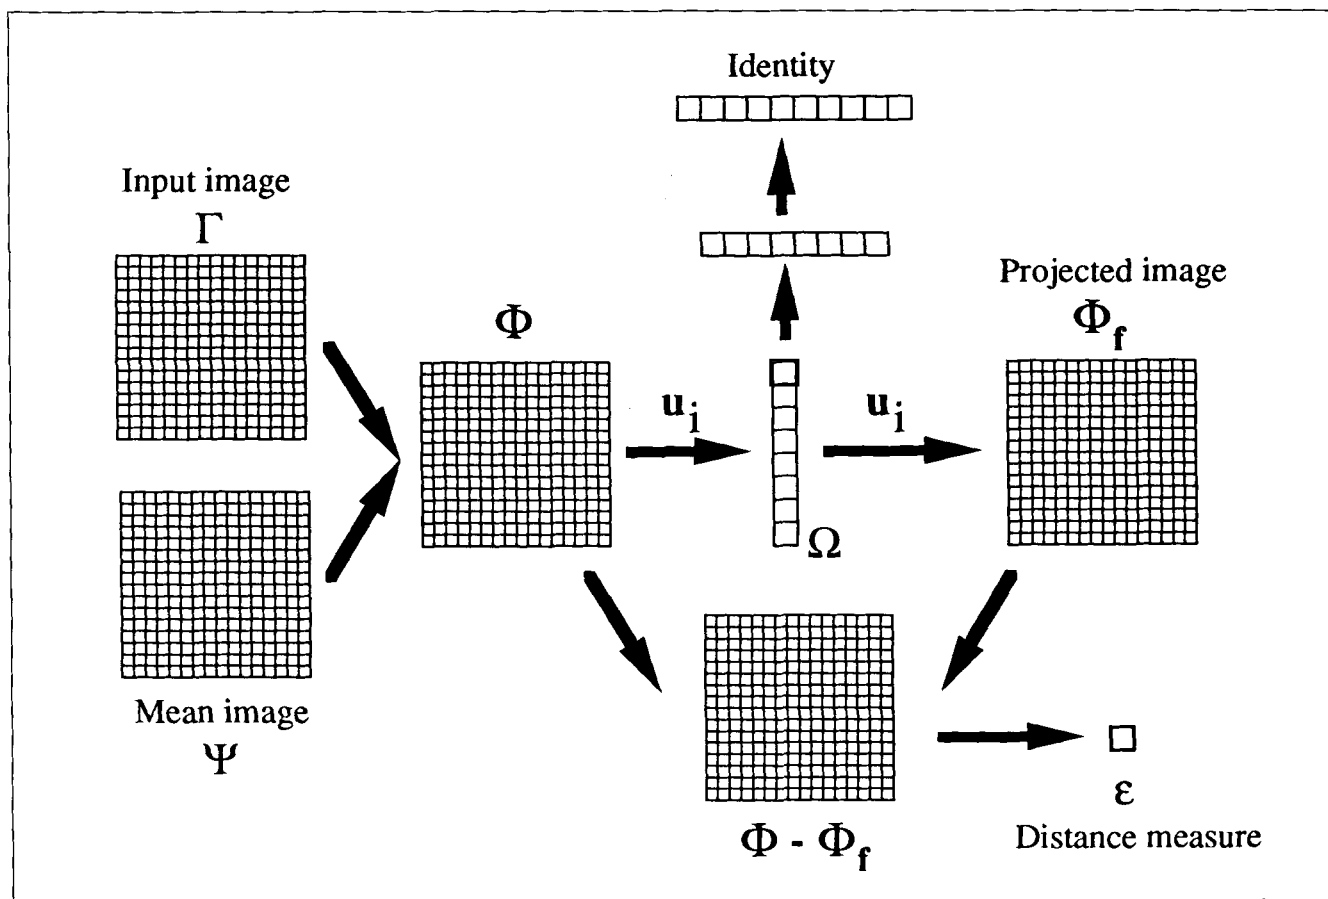 Identity
Input image
Γ
Projected image
Φf
Φ
ui
ui
Ω
Mean image
Ψ
Φ - Φf
ε
Distance measure